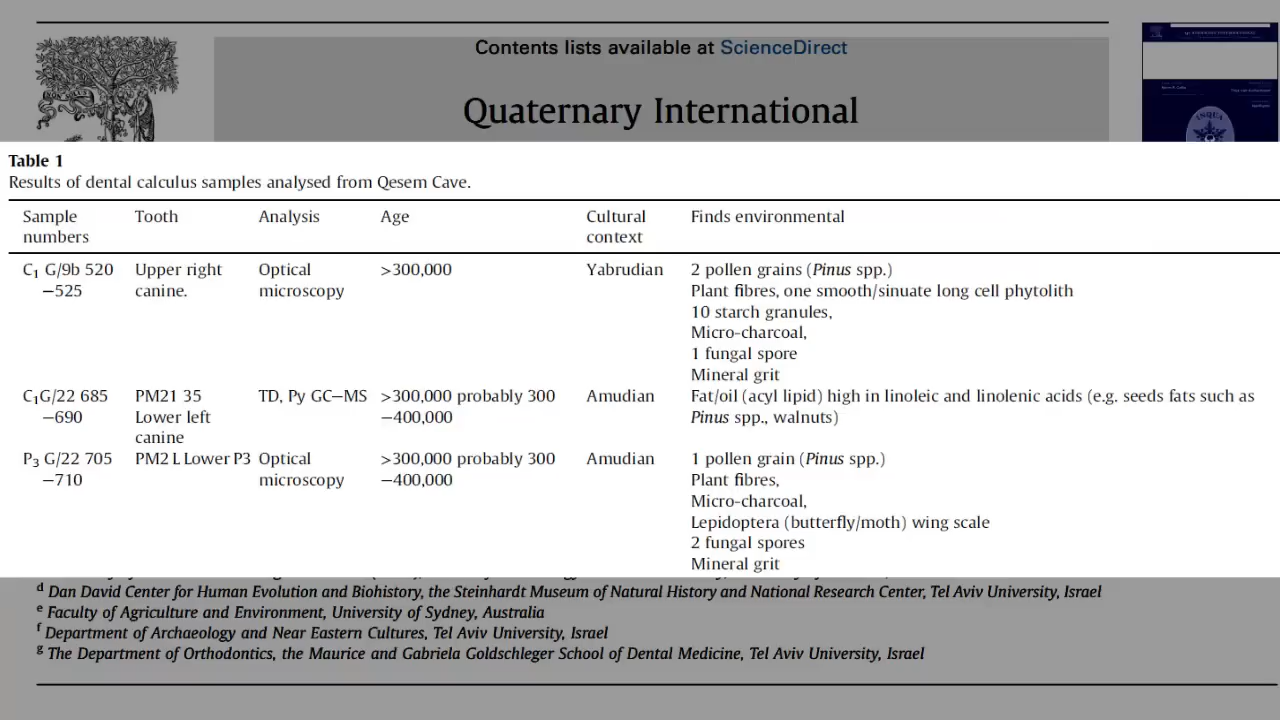 Contents lists available at ScienceDirect
Quaternary International
INQUA
Table 1
Results of dental calculus samples analysed from Qesem Cave.
Sample numbers Tooth Analysis Age Cultural context Finds environmental
C₁ G/9b 520 Upper right Optical >300,000 Yabrudian 2 pollen grains (Pinus spp.)
−525 canine. microscopy Plant fibres, one smooth/sinuate long cell phytolith
10 starch granules,
Micro-charcoal,
1 fungal spore
Mineral grit
C₁G/22 685 PM21 35 TD, Py GC−MS >300,000 probably 300 Amudian Fat/oil (acyl lipid) high in linoleic and linolenic acids (e.g. seeds fats such as
−690 Lower left −400,000 Pinus spp., walnuts)
canine
P₃ G/22 705 PM2 L Lower P3 Optical >300,000 probably 300 Amudian 1 pollen grain (Pinus spp.)
−710 microscopy −400,000 Plant fibres,
Micro-charcoal,
Lepidoptera (butterfly/moth) wing scale
2 fungal spores
Mineral grit
d Dan David Center for Human Evolution and Biohistory, the Steinhardt Museum of Natural History and National Research Center, Tel Aviv University, Israel
e Faculty of Agriculture and Environment, University of Sydney, Australia
f Department of Archaeology and Near Eastern Cultures, Tel Aviv University, Israel
g The Department of Orthodontics, the Maurice and Gabriela Goldschleger School of Dental Medicine, Tel Aviv University, Israel